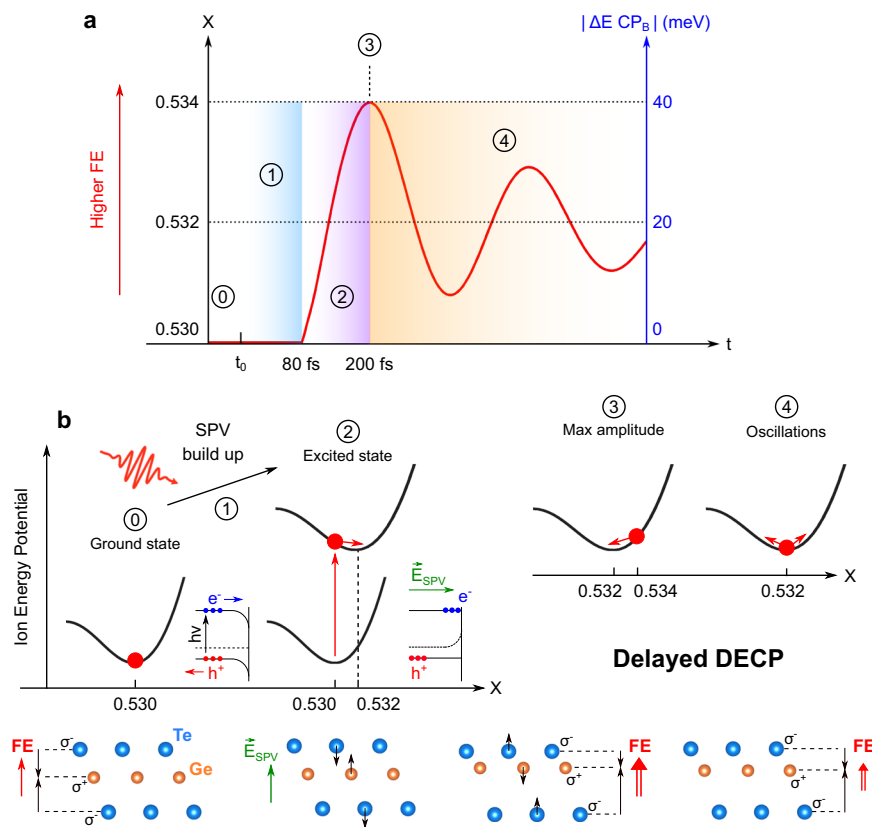 a
X
| ΔE CP_B | (meV)
③
0.534
40
④
①
Higher FE
0.532
20
⓪
②
0.530
0
t₀
80 fs
200 fs
t
b
SPV
build up
②
Excited state
③
Max amplitude
④
Oscillations
⓪
①
Ground state
Ion Energy Potential
E⃗_SPV
e⁻
e⁻
hν
h⁺
h⁺
0.532
0.534
0.532
X
Delayed DECP
0.530
0.530
0.532
X
FE
σ⁻
Te
Ge
σ⁺
σ⁻
E⃗_SPV
σ⁻
FE
σ⁺
σ⁻
σ⁻
FE
σ⁺
σ⁻